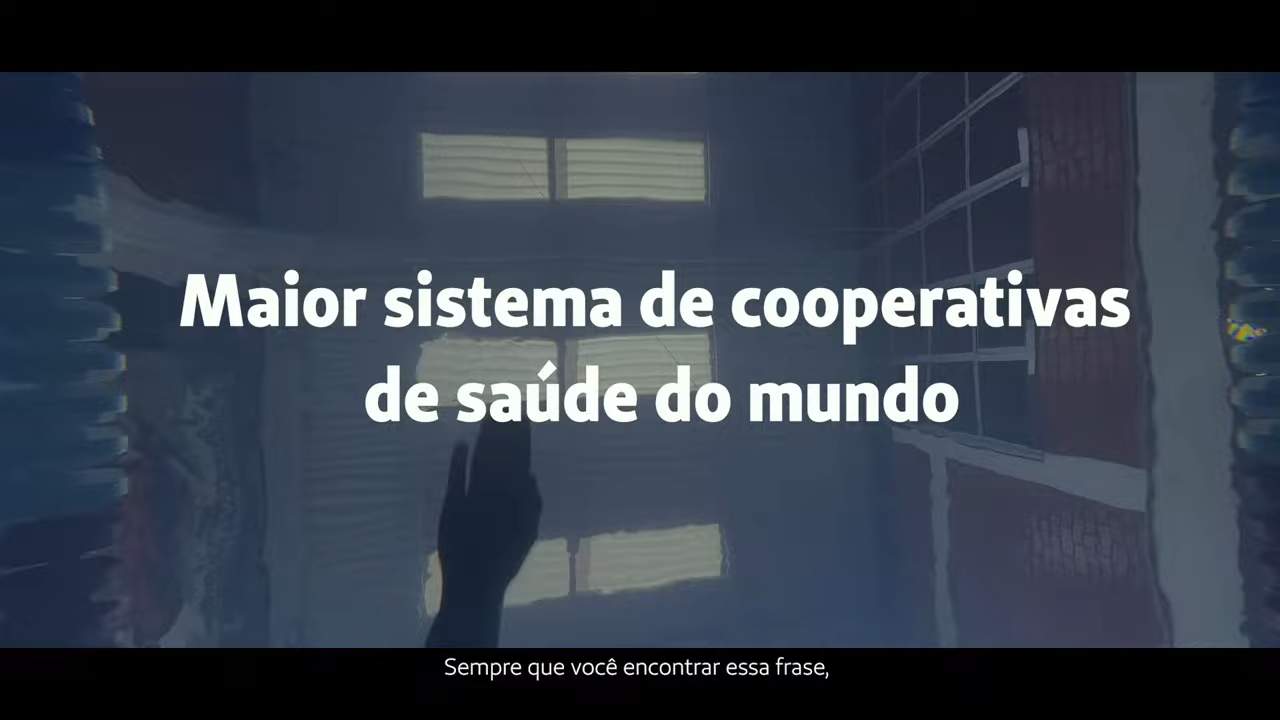 Maior sistema de cooperativas
de saúde do mundo
Sempre que você encontrar essa frase,